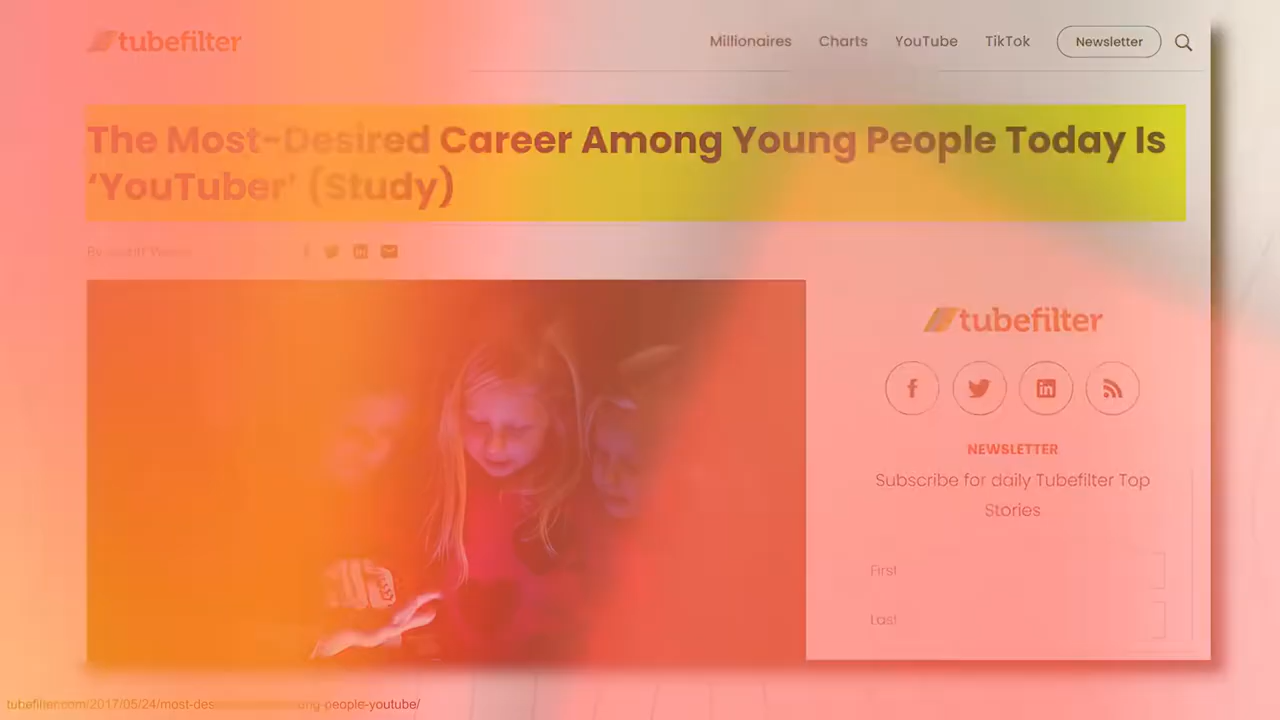 tubefilter
Millionaires Charts YouTube TikTok Newsletter
The Most-Desired Career Among Young People Today Is
‘YouTuber’ (Study)
By
tubefilter
NEWSLETTER
Subscribe for daily Tubefilter Top
Stories
First
Last
tubefilter.com/2017/05/24/most-des ung-people-youtube/